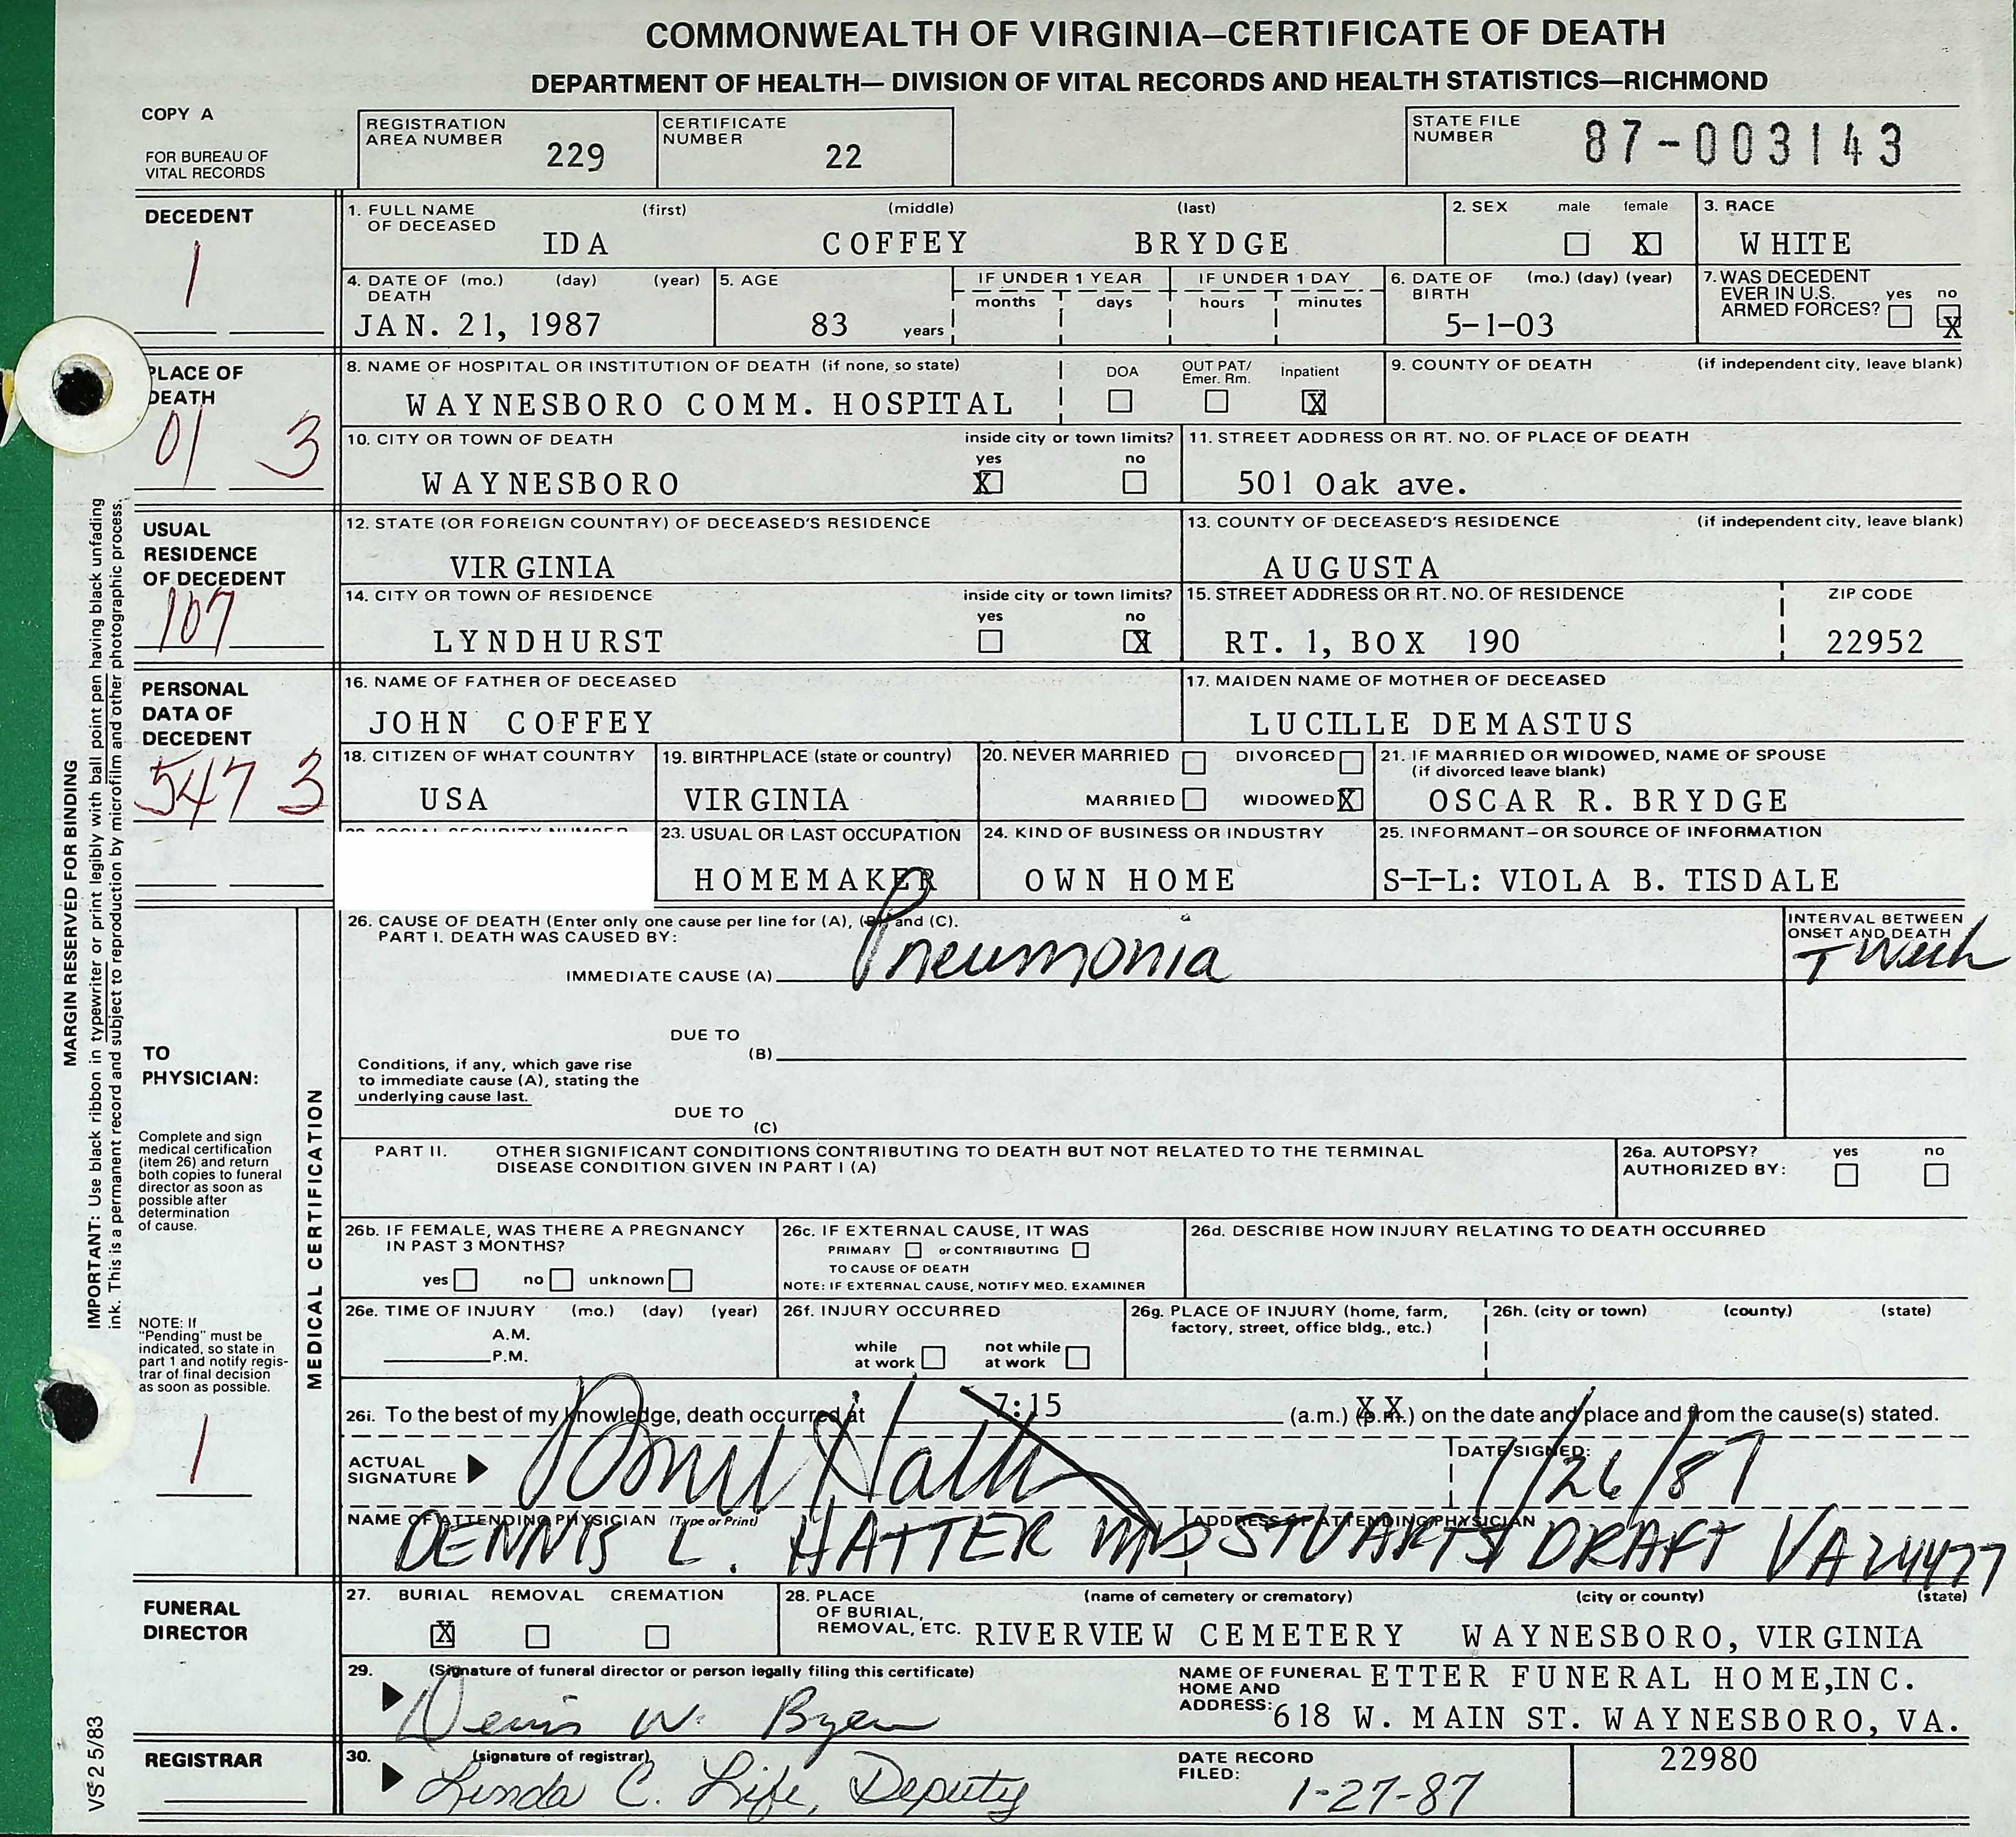 COMMONWEALTH OF VIRGINIA—CERTIFICATE OF DEATH
DEPARTMENT OF HEALTH— DIVISION OF VITAL RECORDS AND HEALTH STATISTICS—RICHMOND
COPY A
FOR BUREAU OF
VITAL RECORDS
REGISTRATION
AREA NUMBER 229
CERTIFICATE
NUMBER 22
STATE FILE
NUMBER 87-003143
DECEDENT
1
1. FULL NAME (first) (middle) (last)
OF DECEASED IDA COFFEY BRYDGE
2. SEX male female
X
3. RACE
WHITE
4. DATE OF (mo.) (day) (year)
DEATH
JAN. 21, 1987
5. AGE
83 years
IF UNDER 1 YEAR
months days
IF UNDER 1 DAY
hours minutes
6. DATE OF (mo.) (day) (year)
BIRTH
5-1-03
7. WAS DECEDENT
EVER IN U.S. yes no
ARMED FORCES? X
PLACE OF
DEATH
01 3
8. NAME OF HOSPITAL OR INSTITUTION OF DEATH (if none, so state)
WAYNESBORO COMM. HOSPITAL
DOA OUT PAT/ Inpatient
Emer. Rm.
X
9. COUNTY OF DEATH (if independent city, leave blank)
10. CITY OR TOWN OF DEATH inside city or town limits?
yes no
WAYNESBORO X
11. STREET ADDRESS OR RT. NO. OF PLACE OF DEATH
501 Oak ave.
USUAL
RESIDENCE
OF DECEDENT
107
12. STATE (OR FOREIGN COUNTRY) OF DECEASED'S RESIDENCE
VIRGINIA
13. COUNTY OF DECEASED'S RESIDENCE (if independent city, leave blank)
AUGUSTA
14. CITY OR TOWN OF RESIDENCE inside city or town limits?
yes no
LYNDHURST X
15. STREET ADDRESS OR RT. NO. OF RESIDENCE ZIP CODE
RT. 1, BOX 190 22952
PERSONAL
DATA OF
DECEDENT
547 3
16. NAME OF FATHER OF DECEASED
JOHN COFFEY
17. MAIDEN NAME OF MOTHER OF DECEASED
LUCILLE DEMASTUS
18. CITIZEN OF WHAT COUNTRY
USA
19. BIRTHPLACE (state or country)
VIRGINIA
20. NEVER MARRIED DIVORCED
MARRIED WIDOWED X
21. IF MARRIED OR WIDOWED, NAME OF SPOUSE
(if divorced leave blank)
OSCAR R. BRYDGE
23. USUAL OR LAST OCCUPATION
HOMEMAKER
24. KIND OF BUSINESS OR INDUSTRY
OWN HOME
25. INFORMANT—OR SOURCE OF INFORMATION
S-I-L: VIOLA B. TISDALE
MARGIN RESERVED FOR BINDING
IMPORTANT: Use black ribbon in typewriter or print legibly with ball point pen having black unfading
ink. This is a permanent record and subject to reproduction by microfilm and other photographic process.
VS 2 5/83
TO
PHYSICIAN:
Complete and sign
medical certification
(item 26) and return
both copies to funeral
director as soon as
possible after
determination
of cause.
NOTE: If
"Pending" must be
indicated, so state in
part 1 and notify regis-
trar of final decision
as soon as possible.
1
MEDICAL CERTIFICATION
26. CAUSE OF DEATH (Enter only one cause per line for (A), (B) and (C).
PART I. DEATH WAS CAUSED BY:
IMMEDIATE CAUSE (A) Pneumonia
INTERVAL BETWEEN
ONSET AND DEATH
Week
DUE TO
(B)
Conditions, if any, which gave rise
to immediate cause (A), stating the
underlying cause last.
DUE TO
(C)
PART II. OTHER SIGNIFICANT CONDITIONS CONTRIBUTING TO DEATH BUT NOT RELATED TO THE TERMINAL
DISEASE CONDITION GIVEN IN PART I (A)
26a. AUTOPSY? yes no
AUTHORIZED BY:
26b. IF FEMALE, WAS THERE A PREGNANCY
IN PAST 3 MONTHS?
yes no unknown
26c. IF EXTERNAL CAUSE, IT WAS
PRIMARY or CONTRIBUTING
TO CAUSE OF DEATH
NOTE: IF EXTERNAL CAUSE, NOTIFY MED. EXAMINER
26d. DESCRIBE HOW INJURY RELATING TO DEATH OCCURRED
26e. TIME OF INJURY (mo.) (day) (year)
A.M.
P.M.
26f. INJURY OCCURRED
while not while
at work at work
26g. PLACE OF INJURY (home, farm,
factory, street, office bldg., etc.)
26h. (city or town) (county) (state)
26i. To the best of my knowledge, death occurred at 7:15 (a.m.) (p.m.) on the date and place and from the cause(s) stated.
XX
ACTUAL
SIGNATURE
DATE SIGNED:
1/26/87
NAME OF ATTENDING PHYSICIAN (Type or Print)
DENNIS L. HATTER MD
ADDRESS OF ATTENDING PHYSICIAN
STUARTS DRAFT VA 24477
FUNERAL
DIRECTOR
27. BURIAL REMOVAL CREMATION
X
28. PLACE (name of cemetery or crematory) (city or county) (state)
OF BURIAL,
REMOVAL, ETC. RIVERVIEW CEMETERY WAYNESBORO, VIRGINIA
29. (Signature of funeral director or person legally filing this certificate)
Denis W. Byers
NAME OF FUNERAL ETTER FUNERAL HOME,INC.
HOME AND
ADDRESS: 618 W. MAIN ST. WAYNESBORO, VA.
22980
REGISTRAR
30. (signature of registrar)
Linda C. Life, Deputy
DATE RECORD
FILED: 1-27-87